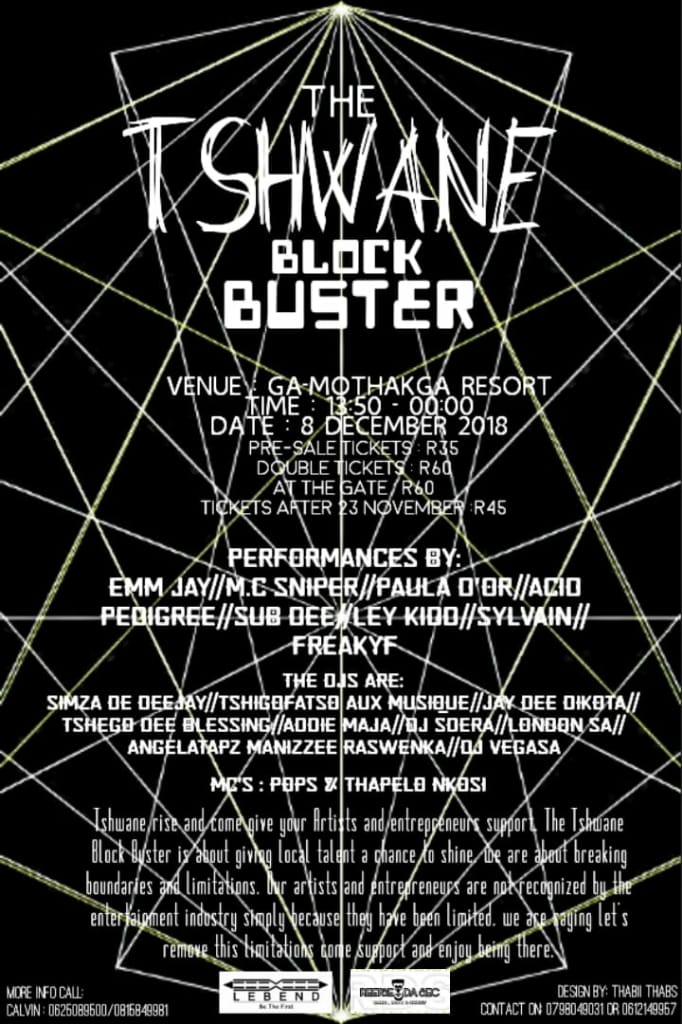 THE
TSHWANE
BLOCK
BUSTER
VENUE : GA-MOTHAKGA RESORT
TIME : 13:50 - 00:00
DATE : 8 DECEMBER 2018
PRE-SALE TICKETS : R35
DOUBLE TICKETS : R60
AT THE GATE : R60
TICKETS AFTER 23 NOVEMBER :R45
PERFORMANCES BY:
EMM JAY//M.C SNIPER//PAULA D'OR//ACID
PEDIGREE//SUB DEE//LEY KIDD//SYLVAIN//
FREAKYF
THE DJS ARE:
SIMZA DE DEEJAY//TSHIGOFATSO AUX MUSIQUE//JAY DEE DIKOTA//
TSHEGO DEE BLESSING//ADDIE MAJA//DJ SDERA//LONDON SA//
ANGELATAPZ MANIZZEE RASWENKA//DJ VEGASA
MC'S : POPS & THAPELO NKOSI
Tshwane rise and come give your Artists and entrepreneurs support. The Tshwane
Block Buster is about giving local talent a chance to shine. we are about breaking
boundaries and limitations. Our artists and entrepreneurs are not recognized by the
entertainment industry simply because they have been limited. we are saying let's
remove this limitations come support and enjoy being there.
LEBEND
Be The First
MORE INFO CALL:
CALVIN : 0625089500/0815849981
DESIGN BY: THABII THABS
CONTACT ON: 0798049031 OR 0612149957